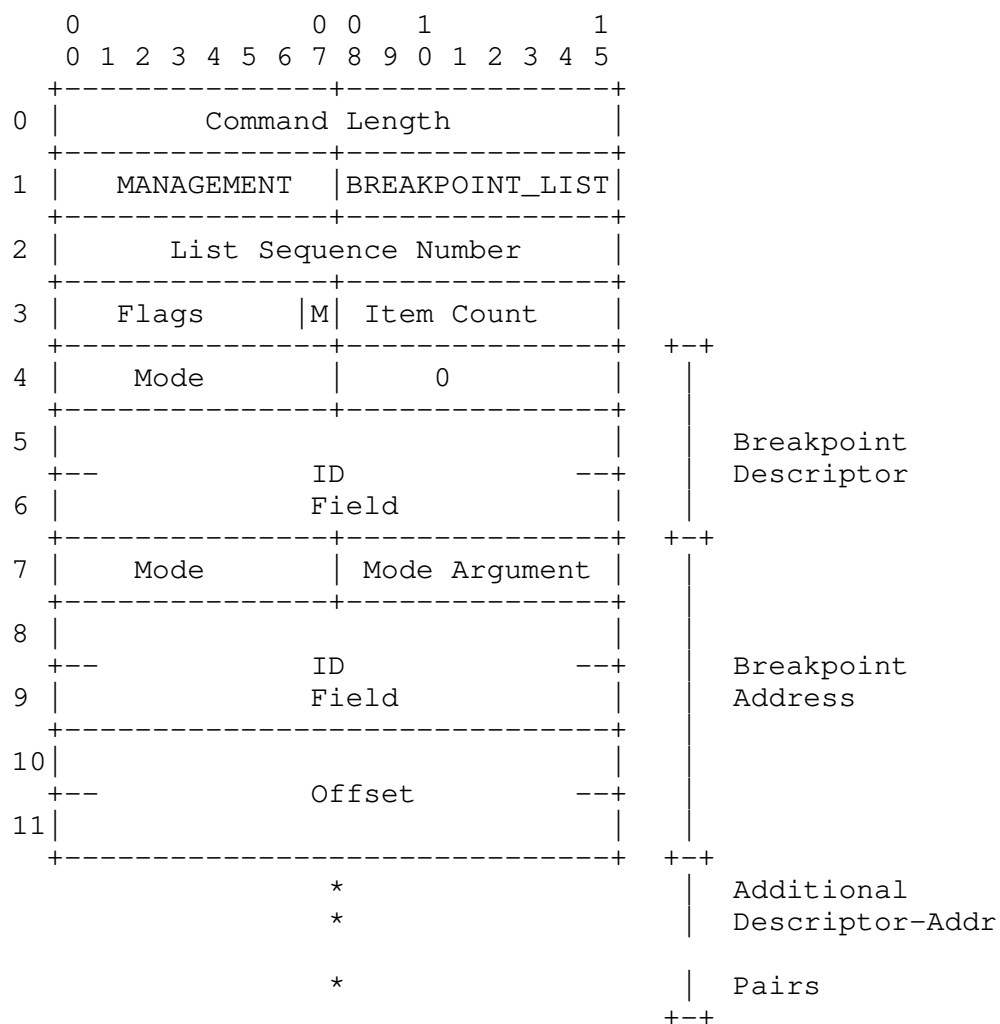 0 0 0 1 1
0 1 2 3 4 5 6 7 8 9 0 1 2 3 4 5
+---------------+---------------+
0 | Command Length |
+---------------+---------------+
1 | MANAGEMENT |BREAKPOINT_LIST|
+---------------+---------------+
2 | List Sequence Number |
+---------------+---------------+
3 | Flags |M| Item Count |
+---------------+---------------+ +-+
4 | Mode | 0 | |
+---------------+---------------+ |
5 | | | Breakpoint
+-- ID --+ | Descriptor
6 | Field | |
+---------------+---------------+ +-+
7 | Mode | Mode Argument | |
+---------------+---------------+ |
8 | | |
+-- ID --+ | Breakpoint
9 | Field | | Address
+-------------------------------+ |
10| | |
+-- Offset --+ |
11| | |
+-------------------------------+ +-+
* | Additional
* | Descriptor-Addr
* | Pairs
+-+